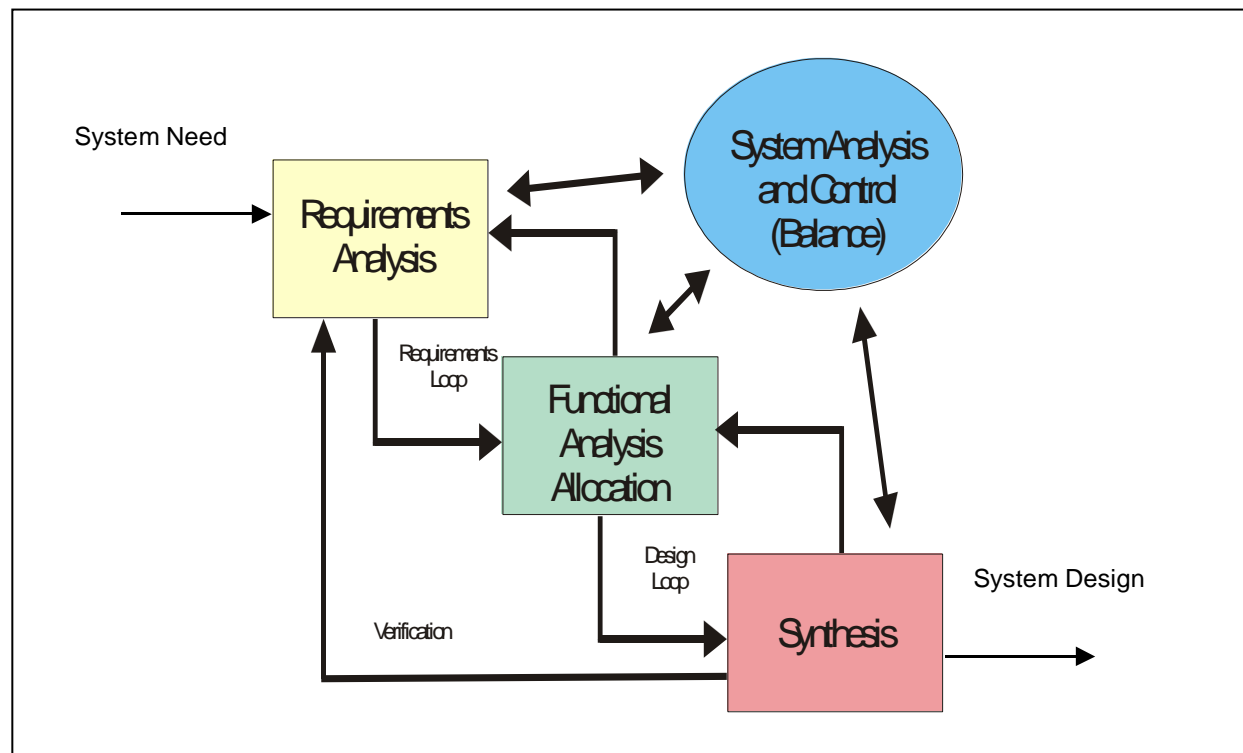 System Need
Requirements
Analysis
System Analysis
and Control
(Balance)
Requirements
Loop
Functional
Analysis
Allocation
Design
Loop
Verification
Synthesis
System Design